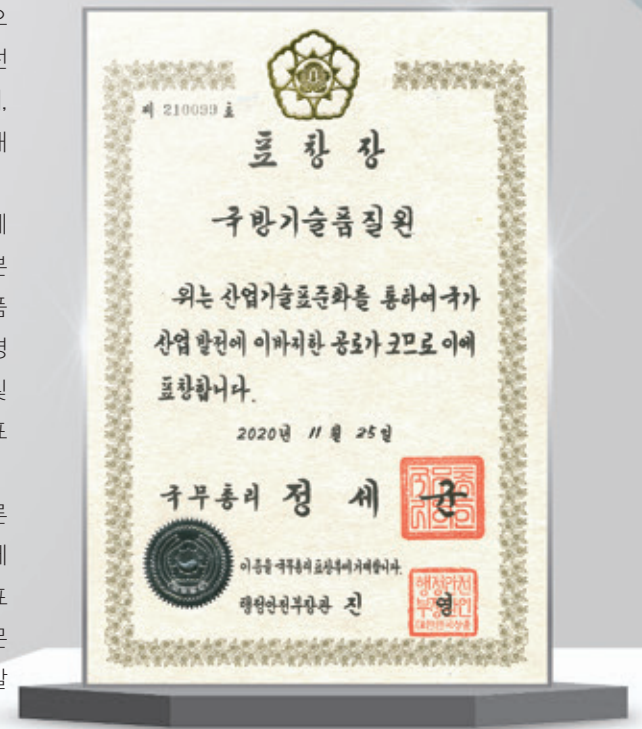 제 210099 호
표 창 장
국방기술품질원
위는 산업기술표준화를 통하여 국가
산업 발전에 이바지한 공로가 크므로 이에
표창합니다.
2020년 11월 25일
국무총리 정 세 균
이 증을 국무총리표창부에 기재합니다.
행정안전부장관 진 영